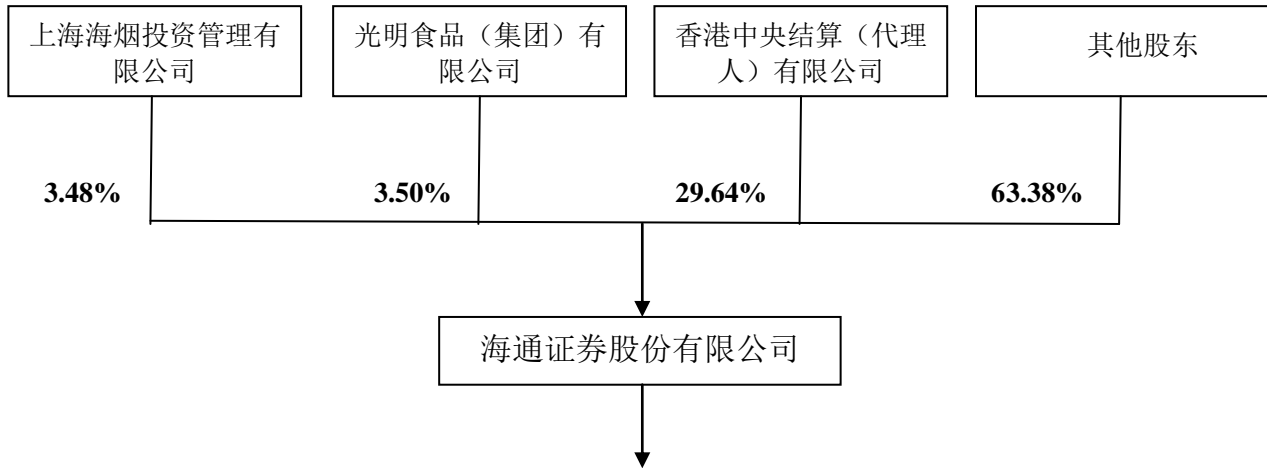 上海海烟投资管理有
限公司
光明食品（集团）有
限公司
香港中央结算（代理
人）有限公司
其他股东
3.48%
3.50%
29.64%
63.38%
海通证券股份有限公司